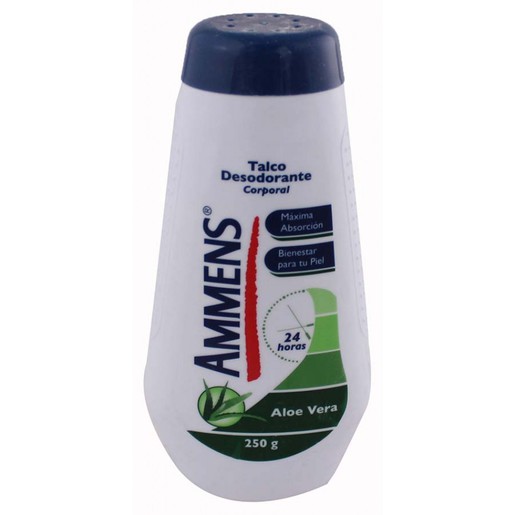 Talco
Desodorante
Corporal
AMMENS®
Máxima
Absorción
Bienestar
para tu Piel
24
horas
Aloe Vera
250 g